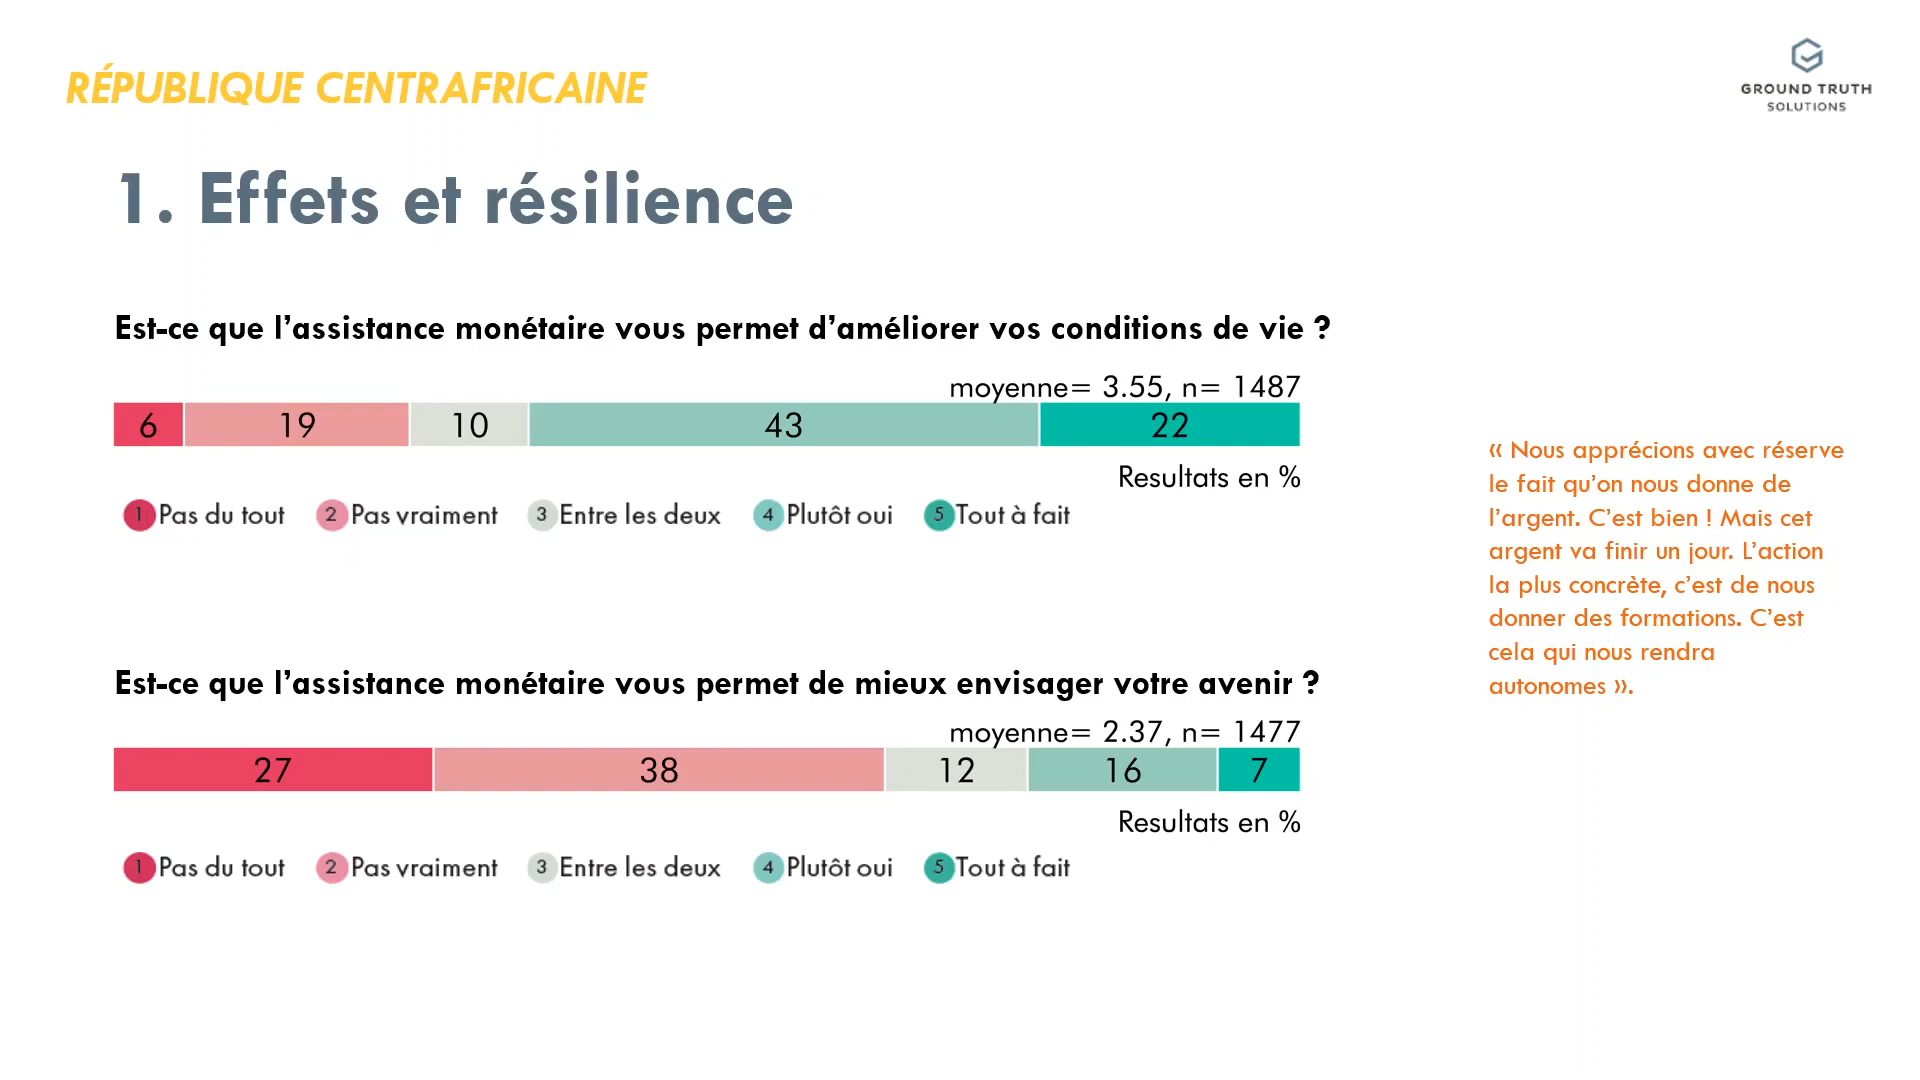 RÉPUBLIQUE CENTRAFRICAINE
GROUND TRUTH
SOLUTIONS
1. Effets et résilience
Est-ce que l’assistance monétaire vous permet d’améliorer vos conditions de vie ?
moyenne= 3.55, n= 1487
6 19 10 43 22
Resultats en %
1 Pas du tout 2 Pas vraiment 3 Entre les deux 4 Plutôt oui 5 Tout à fait
Est-ce que l’assistance monétaire vous permet de mieux envisager votre avenir ?
moyenne= 2.37, n= 1477
27 38 12 16 7
Resultats en %
1 Pas du tout 2 Pas vraiment 3 Entre les deux 4 Plutôt oui 5 Tout à fait
« Nous apprécions avec réserve
le fait qu’on nous donne de
l’argent. C’est bien ! Mais cet
argent va finir un jour. L’action
la plus concrète, c’est de nous
donner des formations. C’est
cela qui nous rendra
autonomes ».